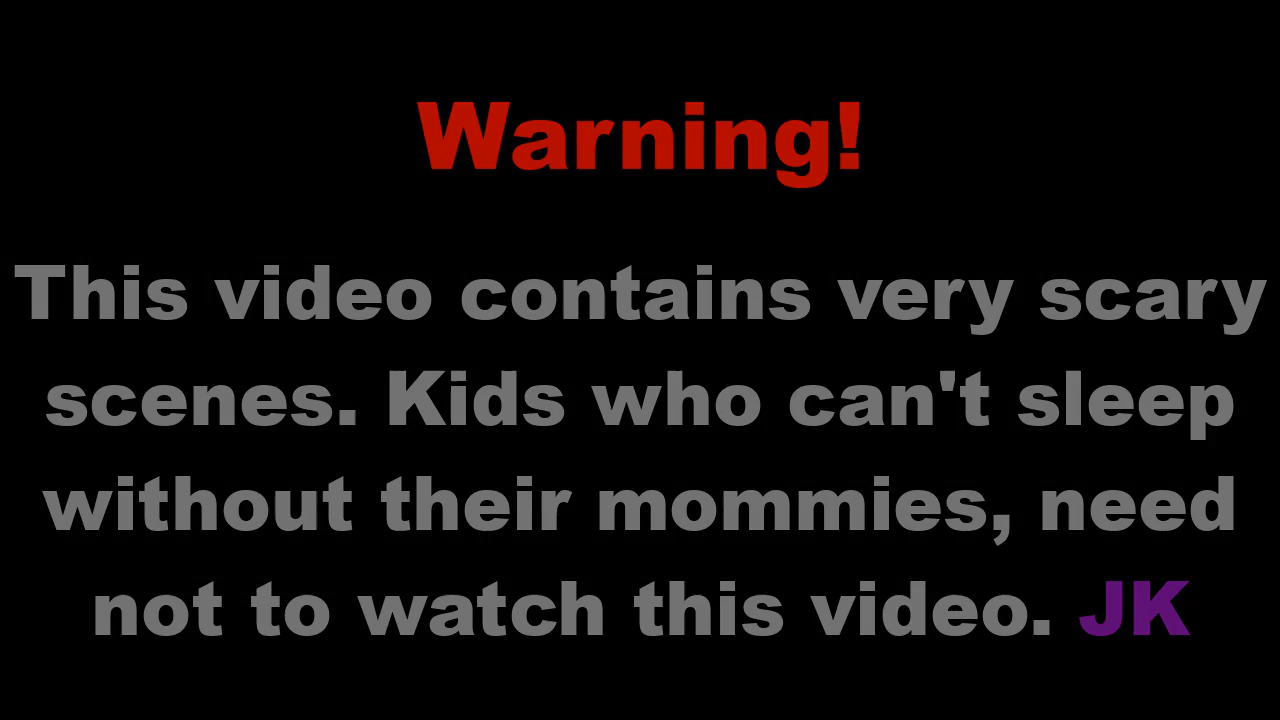 Warning!
This video contains very scary
scenes. Kids who can't sleep
without their mommies, need
not to watch this video. JK